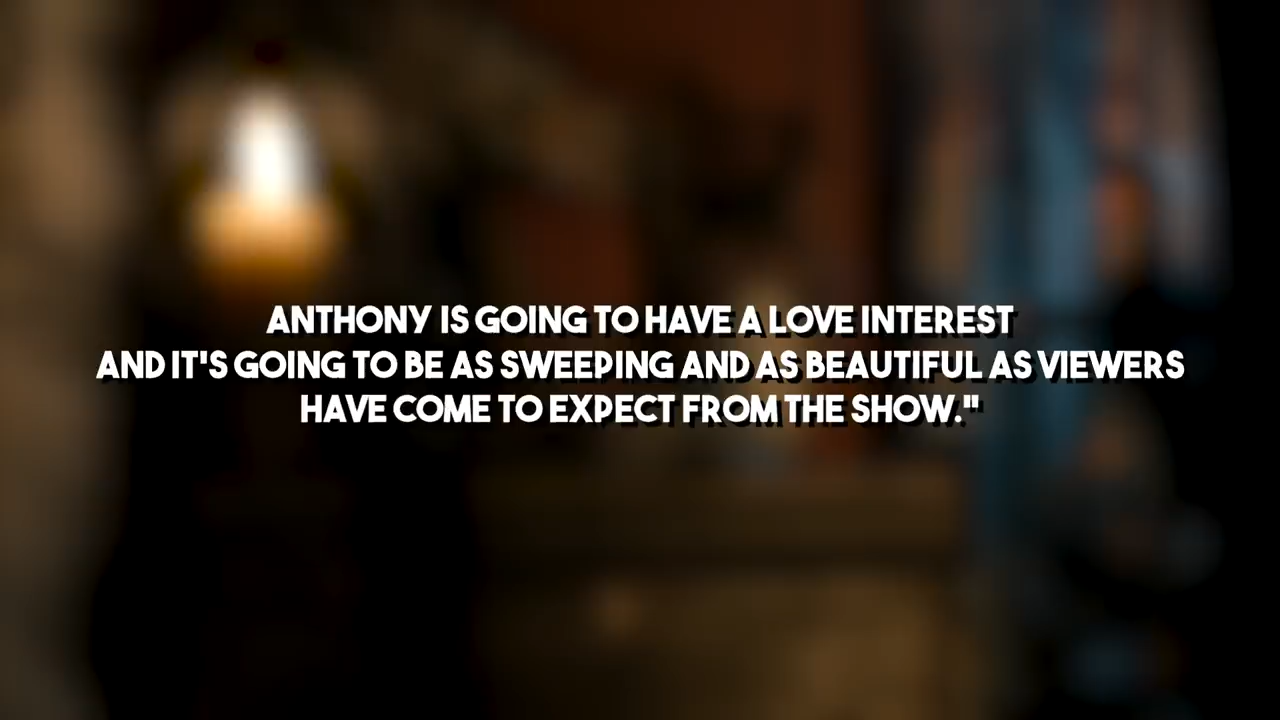 ANTHONY IS GOING TO HAVE A LOVE INTEREST
AND IT'S GOING TO BE AS SWEEPING AND AS BEAUTIFUL AS VIEWERS
HAVE COME TO EXPECT FROM THE SHOW."